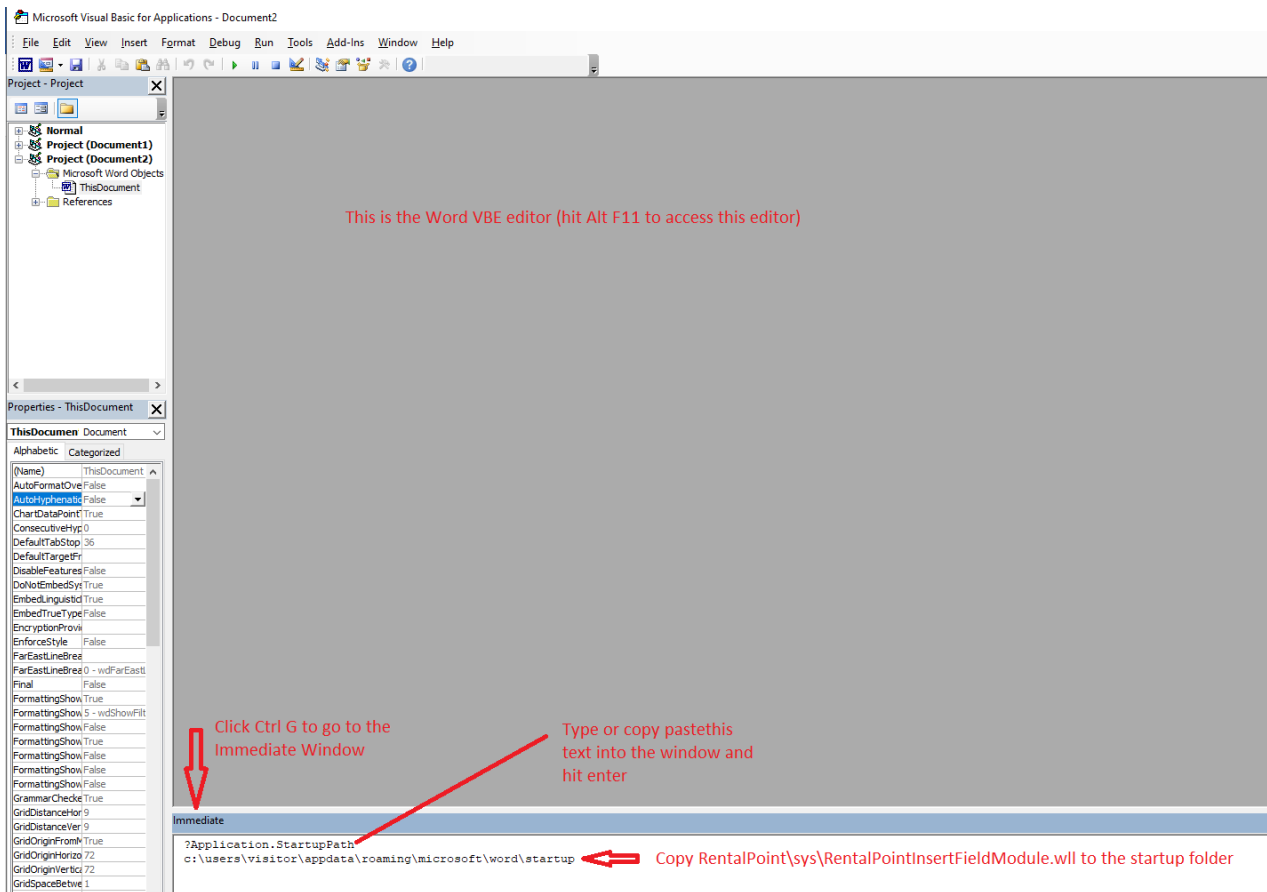 Microsoft Visual Basic for Applications - Document2
File Edit View Insert Format Debug Run Tools Add-Ins Window Help
Project - Project
Normal
Project (Document1)
Project (Document2)
Microsoft Word Objects
ThisDocument
References
This is the Word VBE editor (hit Alt F11 to access this editor)
Properties - ThisDocument
ThisDocumen Document
Alphabetic Categorized
(Name) ThisDocument
AutoFormatOve False
AutoHyphenatic False
ChartDataPointT True
ConsecutiveHyp 0
DefaultTabStop 36
DefaultTargetFr
DisableFeatures False
DoNotEmbedSys True
EmbedLinguistic True
EmbedTrueType False
EncryptionProvi
EnforceStyle False
FarEastLineBrea
FarEastLineBrea 0 - wdFarEastL
Final False
FormattingShow True
FormattingShow 5 - wdShowFilt
FormattingShow False
FormattingShow True
FormattingShow False
FormattingShow False
FormattingShow False
GrammarChecke True
GridDistanceHor 9
GridDistanceVer 9
GridOriginFromM True
GridOriginHorizo 72
GridOriginVertica 72
GridSpaceBetwe 1
Click Ctrl G to go to the
Immediate Window
Type or copy pastethis
text into the window and
hit enter
Immediate
?Application.StartupPath
c:\users\visitor\appdata\roaming\microsoft\word\startup
Copy RentalPoint\sys\RentalPointInsertFieldModule.wll to the startup folder